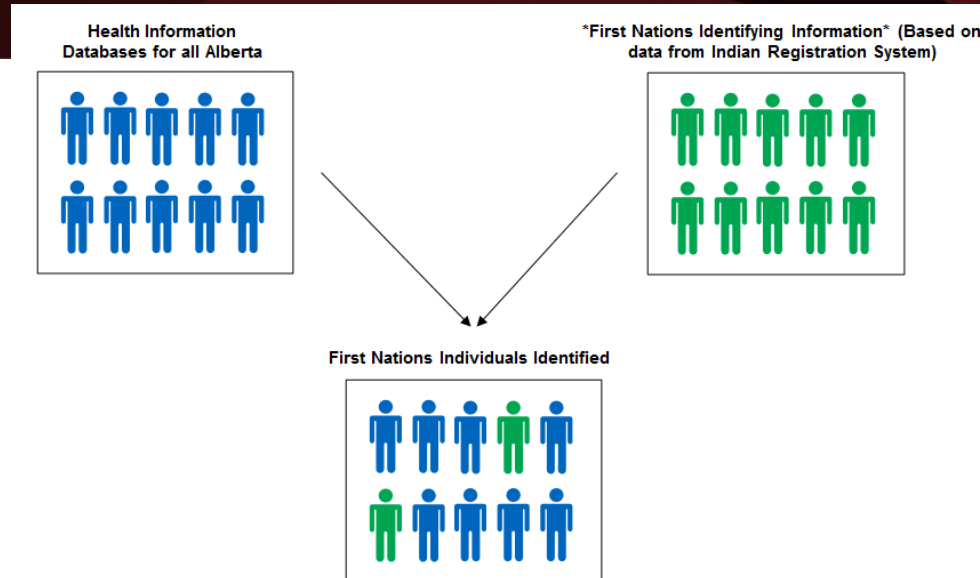 Health Information
Databases for all Alberta
*First Nations Identifying Information* (Based on
data from Indian Registration System)
First Nations Individuals Identified